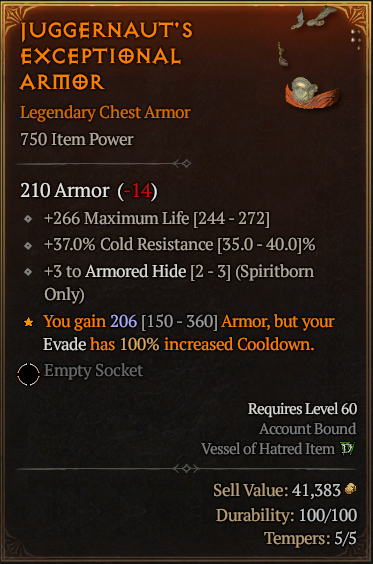 JUGGERNAUT'S
EXCEPTIONAL
ARMOR
Legendary Chest Armor
750 Item Power
210 Armor (-14)
+266 Maximum Life [244 - 272]
+37.0% Cold Resistance [35.0 - 40.0]%
+3 to Armored Hide [2 - 3] (Spiritborn
Only)
You gain 206 [150 - 360] Armor, but your
Evade has 100% increased Cooldown.
Empty Socket
Requires Level 60
Account Bound
Vessel of Hatred Item
Sell Value: 41,383
Durability: 100/100
Tempers: 5/5